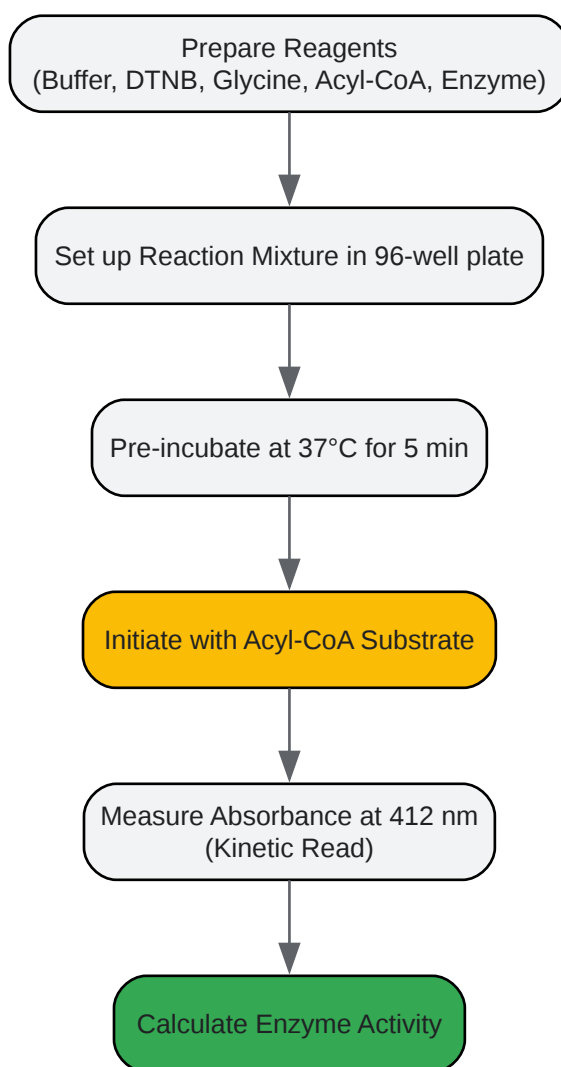 Prepare Reagents
(Buffer, DTNB, Glycine, Acyl-CoA, Enzyme)
Set up Reaction Mixture in 96-well plate
Pre-incubate at 37°C for 5 min
Initiate with Acyl-CoA Substrate
Measure Absorbance at 412 nm
(Kinetic Read)
Calculate Enzyme Activity